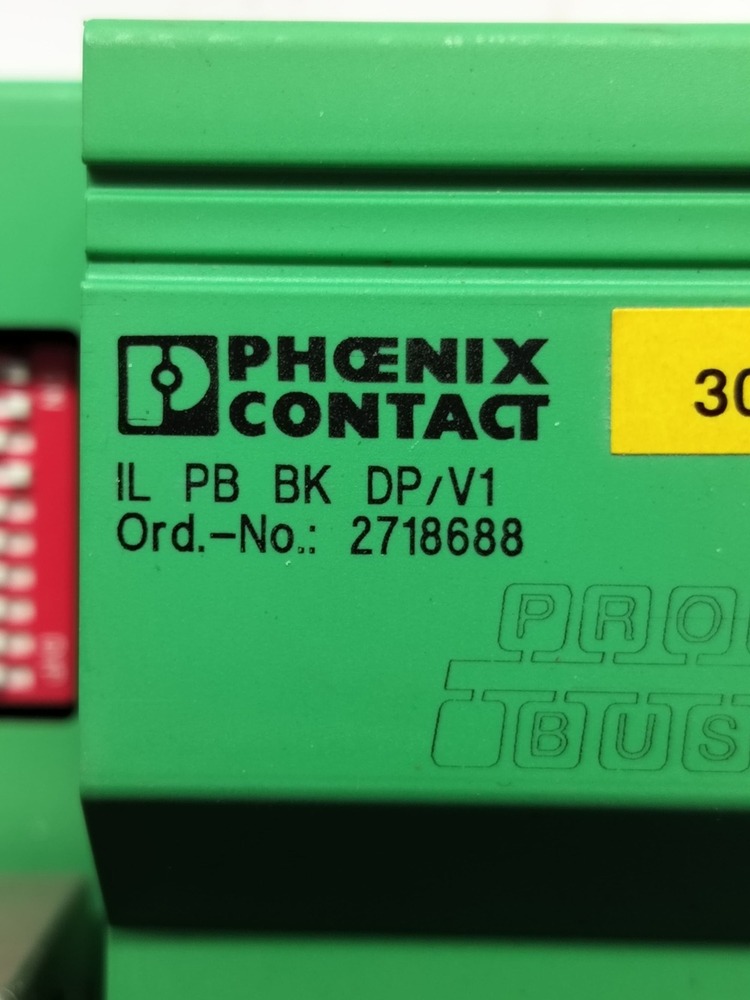 PHŒNIX
CONTACT
30
IL PB BK DP/V1
Ord.-No.: 2718688
PRO
BUS